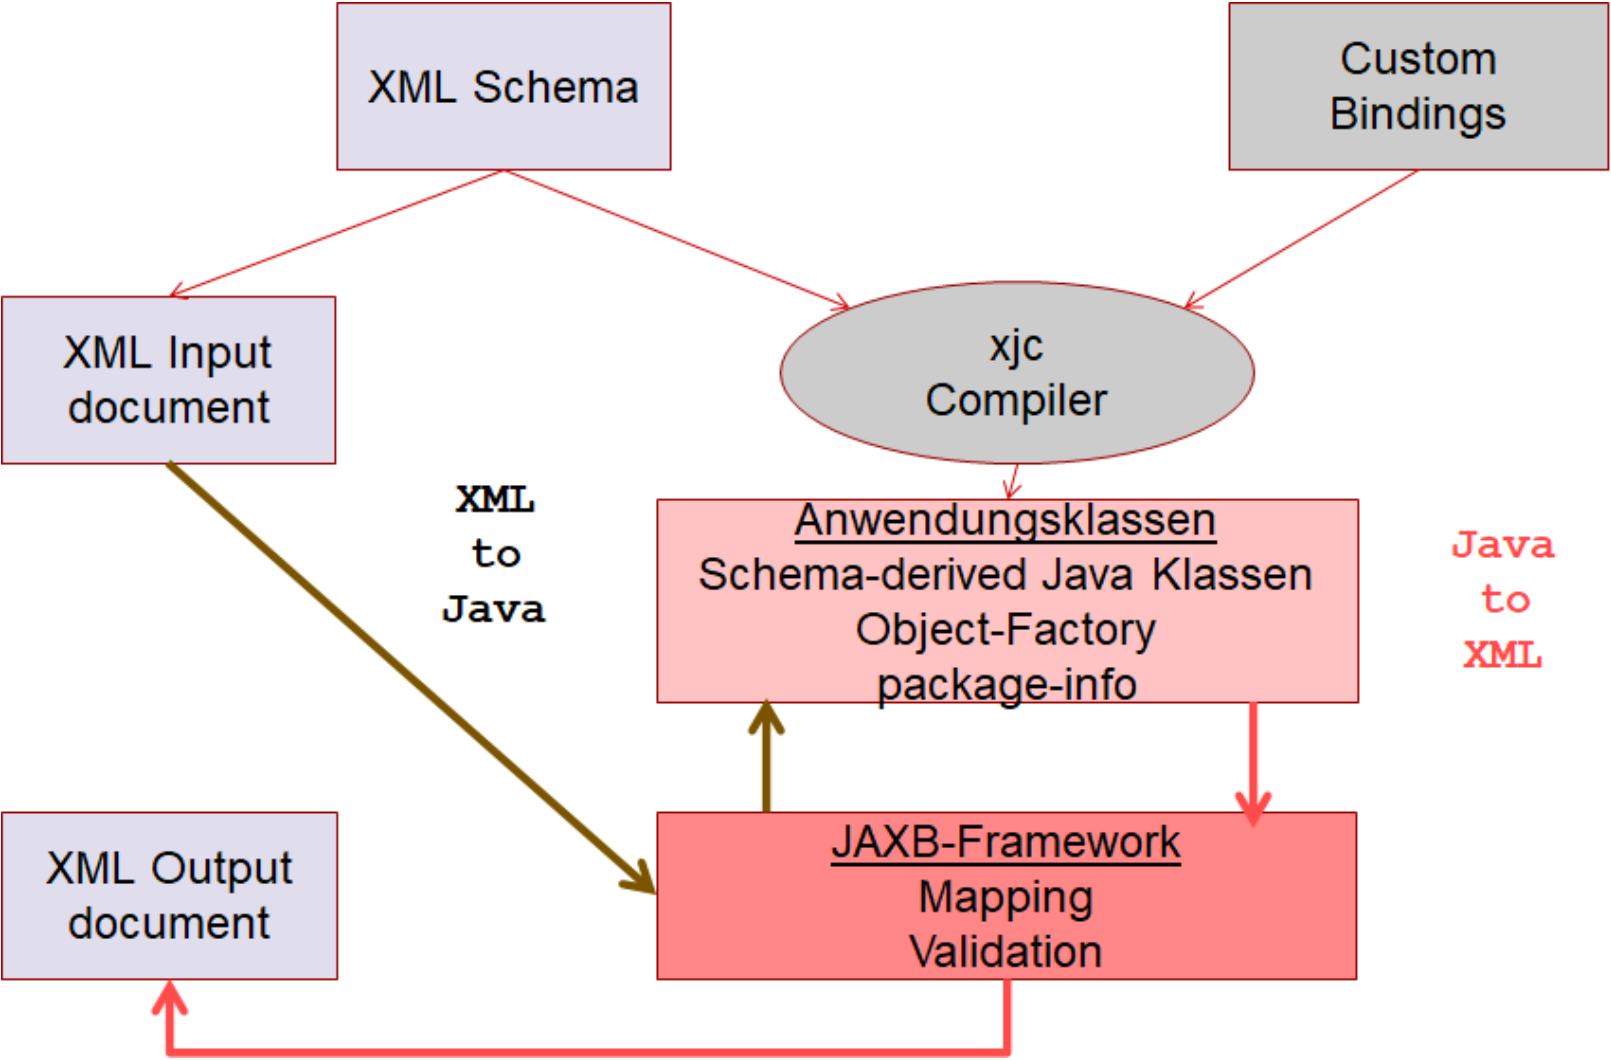 XML Schema
Custom
Bindings
XML Input
document
xjc
Compiler
XML
to
Java
Anwendungsklassen
Schema-derived Java Klassen
Object-Factory
package-info
Java
to
XML
XML Output
document
JAXB-Framework
Mapping
Validation